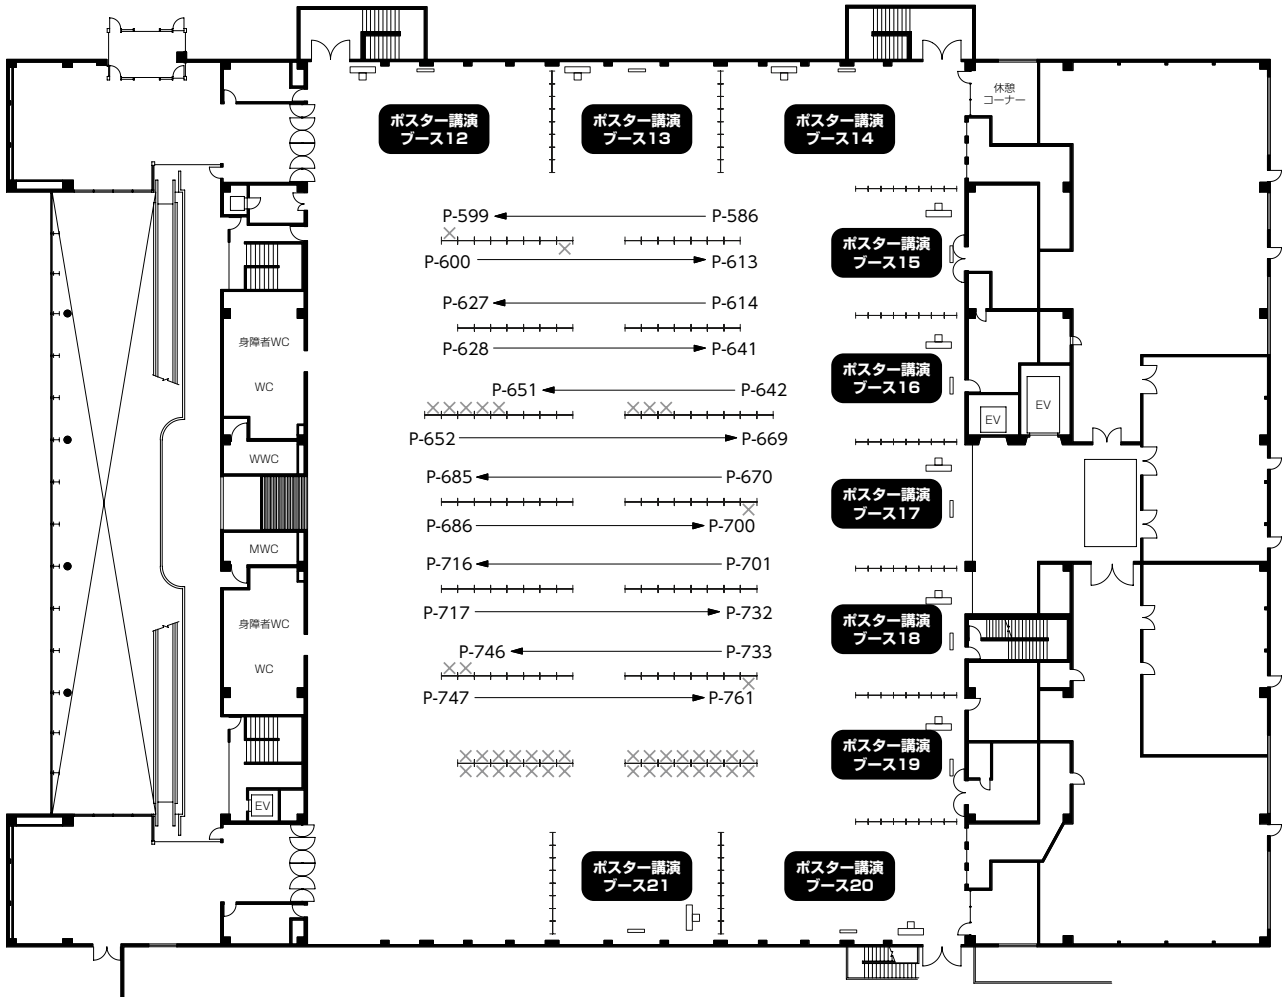 休憩
コーナー
ポスター講演
ブース12
ポスター講演
ブース13
ポスター講演
ブース14
P-599
P-586
ポスター講演
ブース15
P-600
P-613
P-627
P-614
身障者WC
P-628
P-641
ポスター講演
ブース16
WC
P-651
P-642
EV
EV
P-652
P-669
WWC
P-685
P-670
ポスター講演
ブース17
P-686
P-700
MWC
P-716
P-701
P-717
P-732
ポスター講演
ブース18
身障者WC
P-746
P-733
WC
P-747
P-761
ポスター講演
ブース19
EV
ポスター講演
ブース21
ポスター講演
ブース20